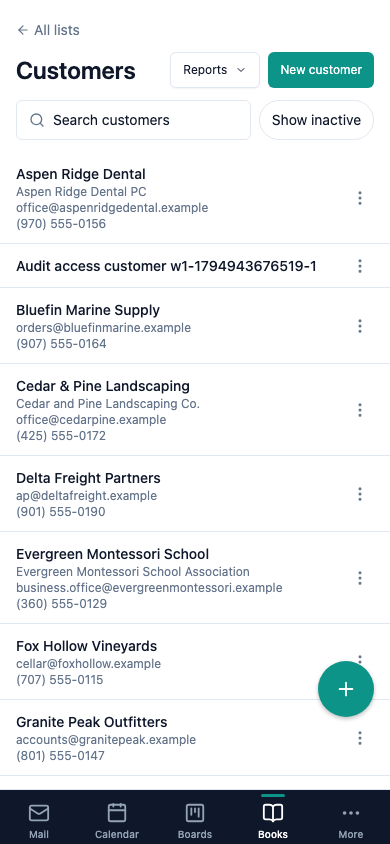 All lists
Customers
Reports
New customer
Search customers
Show inactive
Aspen Ridge Dental
Aspen Ridge Dental PC
office@aspenridgedental.example
(970) 555-0156
Audit access customer w1-1794943676519-1
Bluefin Marine Supply
orders@bluefinmarine.example
(907) 555-0164
Cedar & Pine Landscaping
Cedar and Pine Landscaping Co.
office@cedarpine.example
(425) 555-0172
Delta Freight Partners
ap@deltafreight.example
(901) 555-0190
Evergreen Montessori School
Evergreen Montessori School Association
business.office@evergreenmontessori.example
(360) 555-0129
Fox Hollow Vineyards
cellar@foxhollow.example
(707) 555-0115
Granite Peak Outfitters
accounts@granitepeak.example
(801) 555-0147
Mail
Calendar
Boards
Books
More